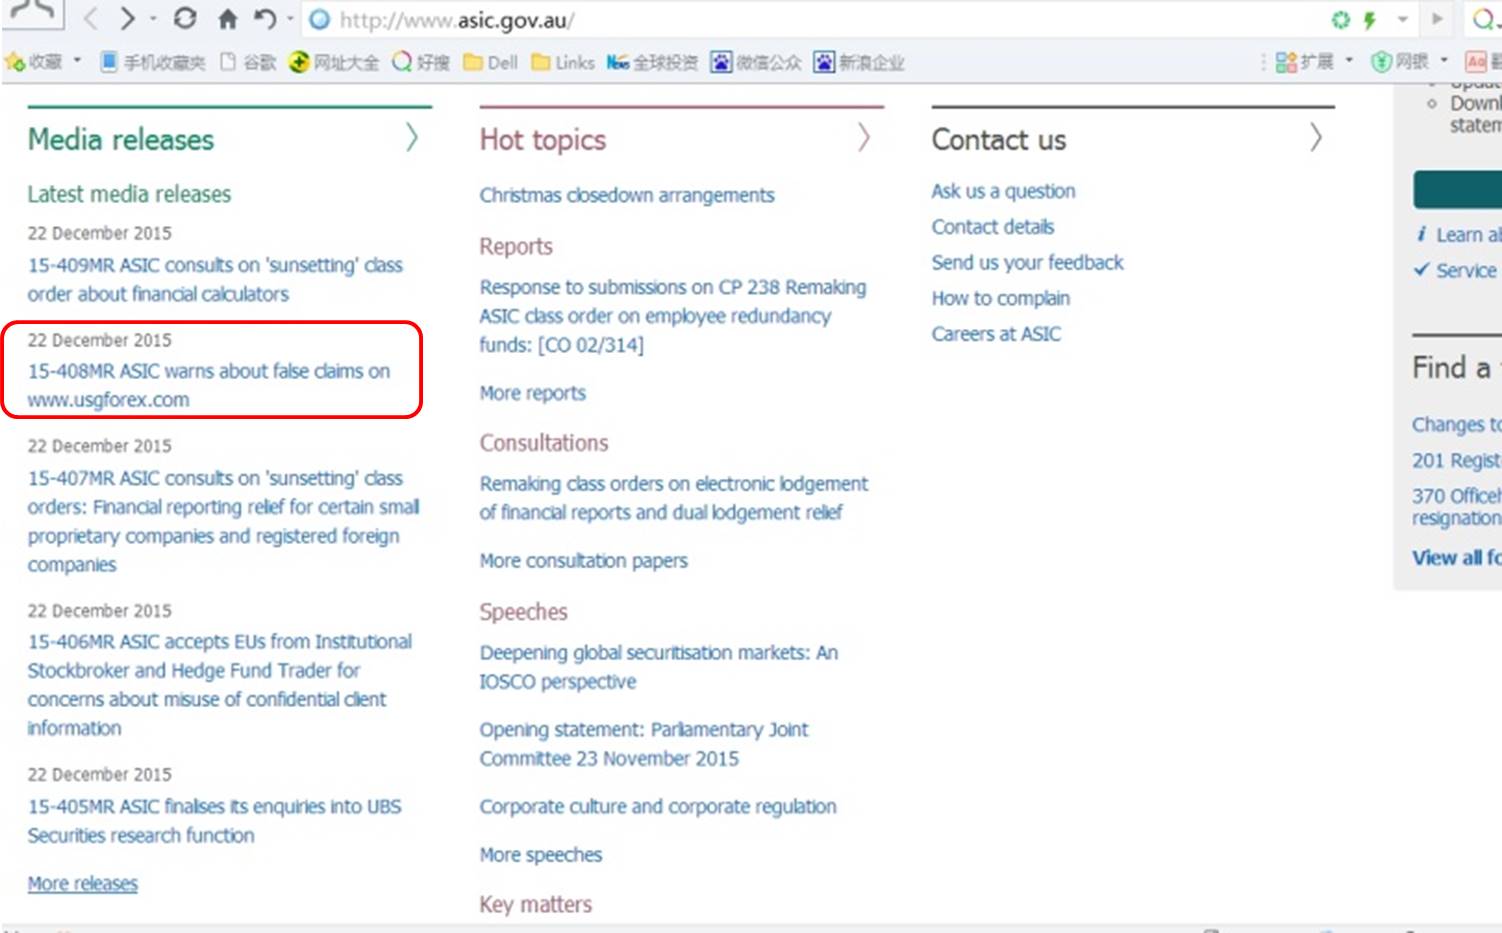 http://www.asic.gov.au/
收藏 手机收藏夹 谷歌 网址大全 好搜 Dell Links 全球投资 微信公众 新浪企业 扩展 网银
Media releases
Latest media releases
22 December 2015
15-409MR ASIC consults on 'sunsetting' class
order about financial calculators
22 December 2015
15-408MR ASIC warns about false claims on
www.usgforex.com
22 December 2015
15-407MR ASIC consults on 'sunsetting' class
orders: Financial reporting relief for certain small
proprietary companies and registered foreign
companies
22 December 2015
15-406MR ASIC accepts EUs from Institutional
Stockbroker and Hedge Fund Trader for
concerns about misuse of confidential client
information
22 December 2015
15-405MR ASIC finalises its enquiries into UBS
Securities research function
More releases
Hot topics
Christmas closedown arrangements
Reports
Response to submissions on CP 238 Remaking
ASIC class order on employee redundancy
funds: [CO 02/314]
More reports
Consultations
Remaking class orders on electronic lodgement
of financial reports and dual lodgement relief
More consultation papers
Speeches
Deepening global securitisation markets: An
IOSCO perspective
Opening statement: Parliamentary Joint
Committee 23 November 2015
Corporate culture and corporate regulation
More speeches
Key matters
Contact us
Ask us a question
Contact details
Send us your feedback
How to complain
Careers at ASIC
Downl
statem
Learn ab
Service
Find a
Changes to
201 Regist
370 Officeh
resignation
View all fo